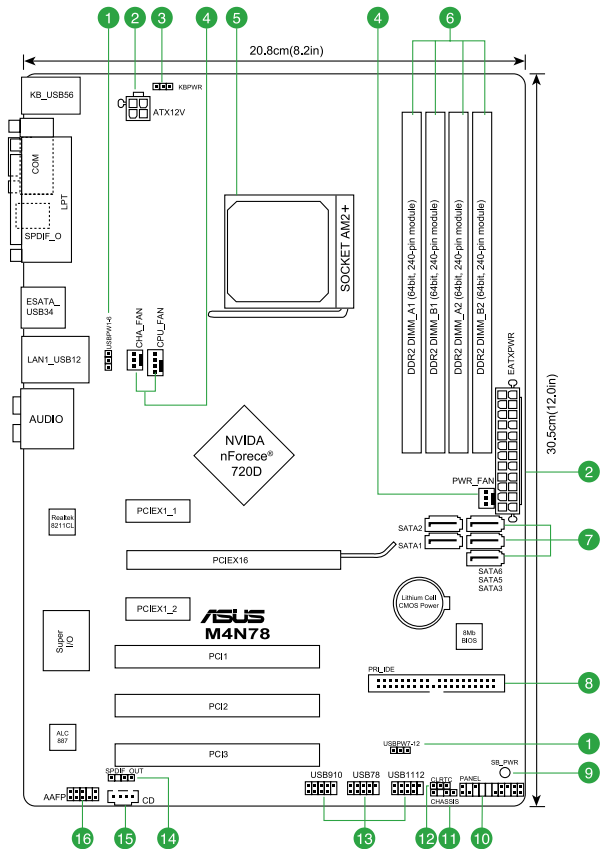 1
2
3
4
5
4
6
20.8cm(8.2in)
KB_USB56
KBPWR
ATX12V
COM
LPT
SPDIF_O
SOCKET AM2+
DDR2 DIMM_A1 (64bit, 240-pin module)
DDR2 DIMM_B1 (64bit, 240-pin module)
DDR2 DIMM_A2 (64bit, 240-pin module)
DDR2 DIMM_B2 (64bit, 240-pin module)
ESATA_
USB34
USBPW1-6
CHA_FAN
CPU_FAN
LAN1_USB12
EATXPWR
30.5cm(12.0in)
AUDIO
NVIDA
nForece®
720D
PWR_FAN
2
4
PCIEX1_1
Realtek
8211CL
SATA2
SATA1
7
PCIEX16
SATA6
SATA5
SATA3
PCIEX1_2
Lithium Cell
CMOS Power
ASUS
M4N78
Super
I/O
8Mb
BIOS
PCI1
PRI_IDE
8
PCI2
ALC
887
PCI3
USBPW7-12
1
SB_PWR
9
SPDIF_OUT
USB910
USB78
USB1112
CLRTC
PANEL
AAFP
CD
CHASSIS
16
15
14
13
12
11
10